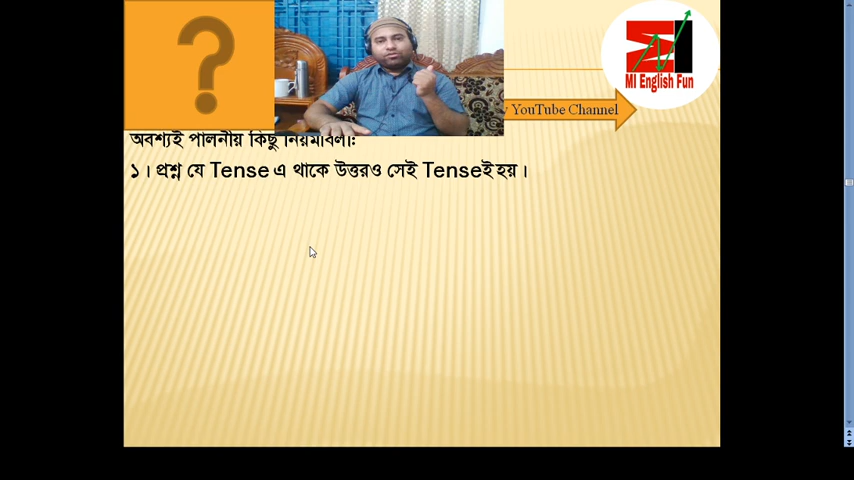 ?
MI English Fun
YouTube Channel
অবশ্যই পালনীয় কিছু নিয়মাবলী:
১। প্রশ্ন যে Tense এ থাকে উত্তরও সেই Tenseই হয়।